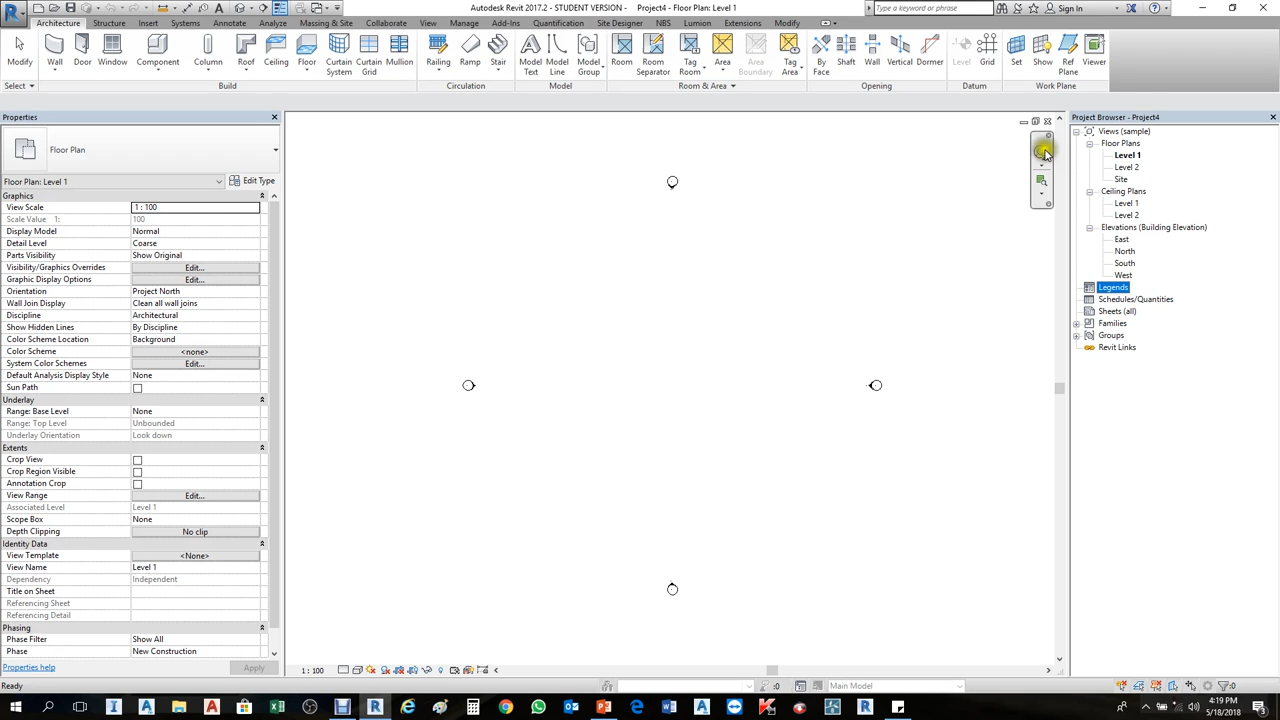 Autodesk Revit 2017.2 - STUDENT VERSION - Project4 - Floor Plan: Level 1
Type a keyword or phrase
Sign In
Architecture Structure Insert Systems Annotate Analyze Massing & Site Collaborate View Manage Add-Ins Quantification Site Designer NBS Lumion Extensions Modify
Modify Wall Door Window Component Column Roof Ceiling Floor Curtain System Curtain Grid Mullion Railing Ramp Stair Model Text Model Line Model Group Room Room Separator Tag Room Area Area Boundary Tag Area By Face Shaft Wall Vertical Dormer Level Grid Set Show Ref Plane Viewer
Select Build Circulation Model Room & Area Opening Datum Work Plane
Properties
Floor Plan
Floor Plan: Level 1 Edit Type
Graphics
View Scale 1 : 100
Scale Value 1: 100
Display Model Normal
Detail Level Coarse
Parts Visibility Show Original
Visibility/Graphics Overrides Edit...
Graphic Display Options Edit...
Orientation Project North
Wall Join Display Clean all wall joins
Discipline Architectural
Show Hidden Lines By Discipline
Color Scheme Location Background
Color Scheme <none>
System Color Schemes Edit...
Default Analysis Display Style None
Sun Path
Underlay
Range: Base Level None
Range: Top Level Unbounded
Underlay Orientation Look down
Extents
Crop View
Crop Region Visible
Annotation Crop
View Range Edit...
Associated Level Level 1
Scope Box None
Depth Clipping No clip
Identity Data
View Template <None>
View Name Level 1
Dependency Independent
Title on Sheet
Referencing Sheet
Referencing Detail
Phasing
Phase Filter Show All
Phase New Construction
Properties help Apply
Project Browser - Project4
Views (sample)
Floor Plans
Level 1
Level 2
Site
Ceiling Plans
Level 1
Level 2
Elevations (Building Elevation)
East
North
South
West
Legends
Schedules/Quantities
Sheets (all)
Families
Groups
Revit Links
1 : 100
Ready
:0
Main Model
:0
4:19 PM
5/18/2018